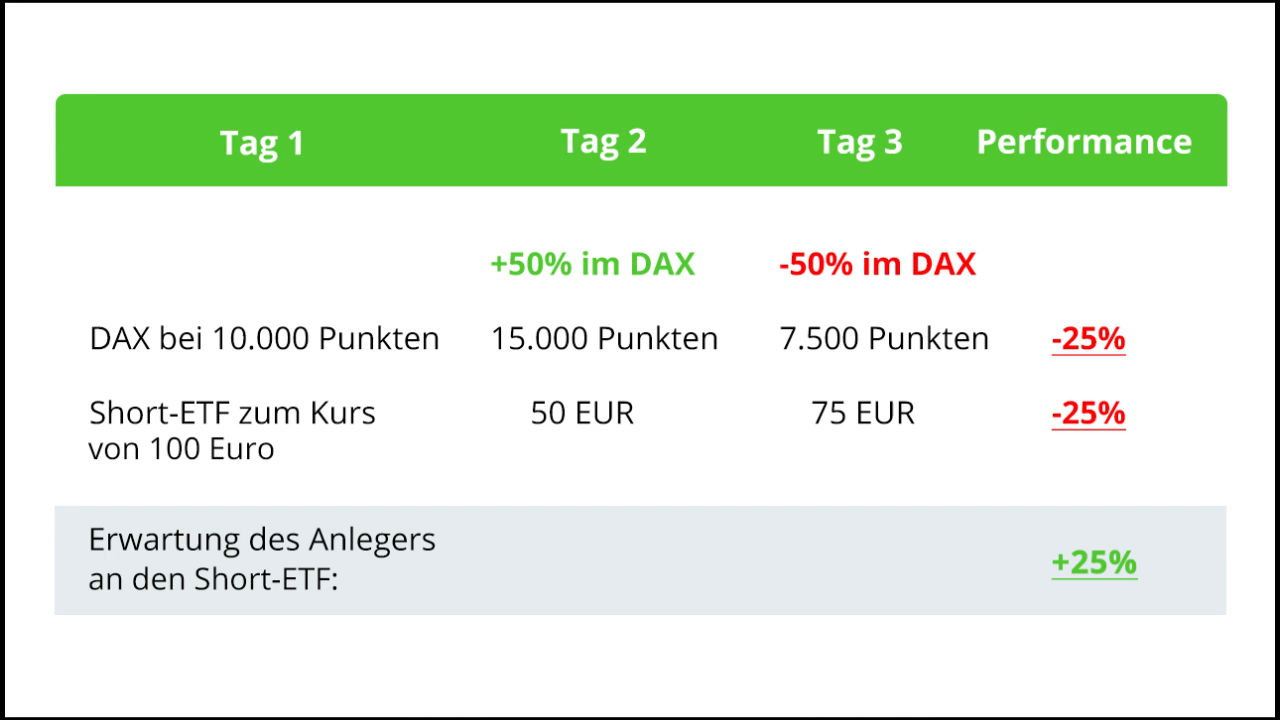 Tag 1 Tag 2 Tag 3 Performance
+50% im DAX -50% im DAX
DAX bei 10.000 Punkten 15.000 Punkten 7.500 Punkten -25%
Short-ETF zum Kurs 50 EUR 75 EUR -25%
von 100 Euro
Erwartung des Anlegers
an den Short-ETF: +25%